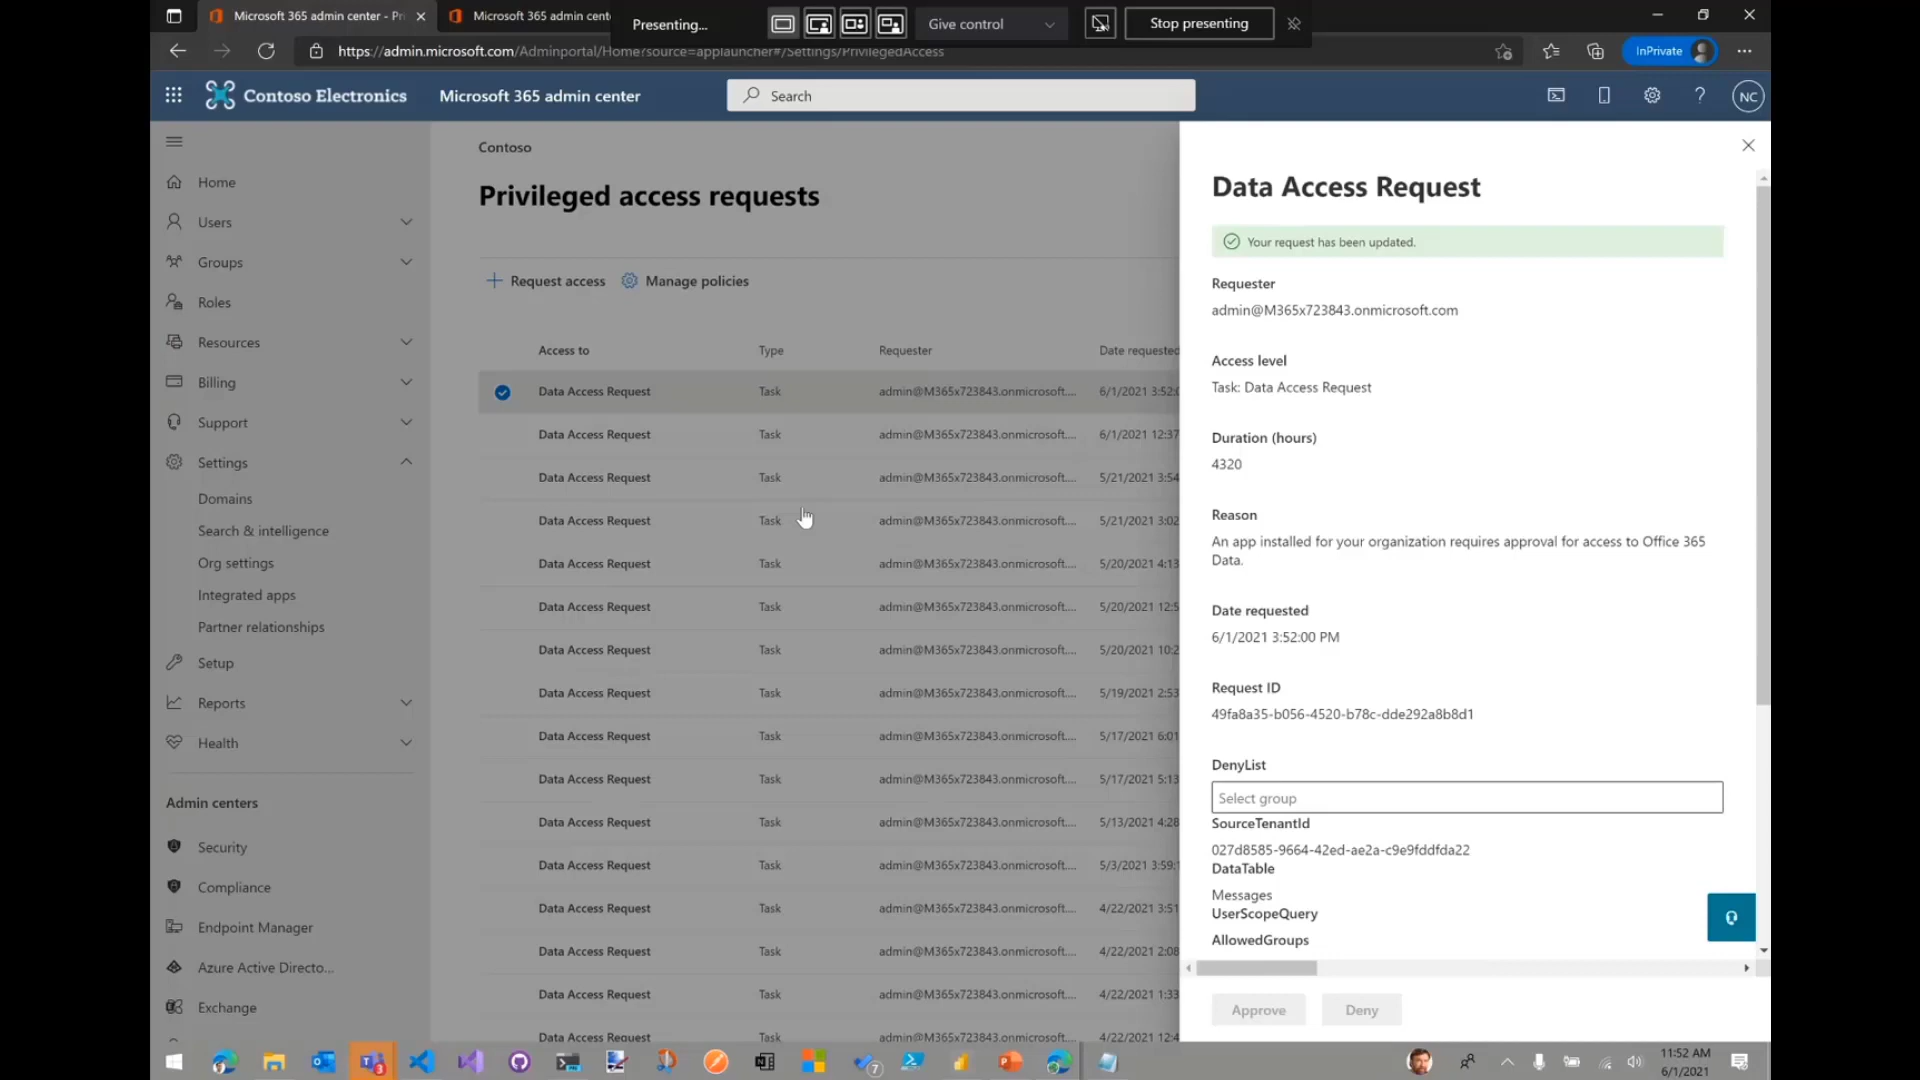 Microsoft 365 admin center - Pri
Microsoft 365 admin cente
Presenting...
Give control
Stop presenting
https://admin.microsoft.com/Adminportal/Home?source=applauncher#/Settings/PrivilegedAccess
InPrivate
Contoso Electronics
Microsoft 365 admin center
Search
NC
Home
Users
Groups
Roles
Resources
Billing
Support
Settings
Domains
Search & intelligence
Org settings
Integrated apps
Partner relationships
Setup
Reports
Health
Admin centers
Security
Compliance
Endpoint Manager
Azure Active Directo...
Exchange
Contoso
Privileged access requests
Request access
Manage policies
Access to Type Requester Date requested
Data Access Request Task admin@M365x723843.onmicrosoft.... 6/1/2021 3:52:0
Data Access Request Task admin@M365x723843.onmicrosoft.... 6/1/2021 12:37
Data Access Request Task admin@M365x723843.onmicrosoft.... 5/21/2021 3:54
Data Access Request Task admin@M365x723843.onmicrosoft.... 5/21/2021 3:02
Data Access Request Task admin@M365x723843.onmicrosoft.... 5/20/2021 4:13
Data Access Request Task admin@M365x723843.onmicrosoft.... 5/20/2021 12:5
Data Access Request Task admin@M365x723843.onmicrosoft.... 5/20/2021 10:2
Data Access Request Task admin@M365x723843.onmicrosoft.... 5/19/2021 2:53
Data Access Request Task admin@M365x723843.onmicrosoft.... 5/17/2021 6:01
Data Access Request Task admin@M365x723843.onmicrosoft.... 5/17/2021 5:13
Data Access Request Task admin@M365x723843.onmicrosoft.... 5/13/2021 4:28
Data Access Request Task admin@M365x723843.onmicrosoft.... 5/3/2021 3:59:1
Data Access Request Task admin@M365x723843.onmicrosoft.... 4/22/2021 3:51
Data Access Request Task admin@M365x723843.onmicrosoft.... 4/22/2021 2:08
Data Access Request Task admin@M365x723843.onmicrosoft.... 4/22/2021 1:33
Data Access Request Task admin@M365x723843.onmicrosoft.... 4/22/2021 12:4
Data Access Request
Your request has been updated.
Requester
admin@M365x723843.onmicrosoft.com
Access level
Task: Data Access Request
Duration (hours)
4320
Reason
An app installed for your organization requires approval for access to Office 365
Data.
Date requested
6/1/2021 3:52:00 PM
Request ID
49fa8a35-b056-4520-b78c-dde292a8b8d1
DenyList
Select group
SourceTenantId
027d8585-9664-42ed-ae2a-c9e9fddfda22
DataTable
Messages
UserScopeQuery
AllowedGroups
Approve
Deny
11:52 AM
6/1/2021